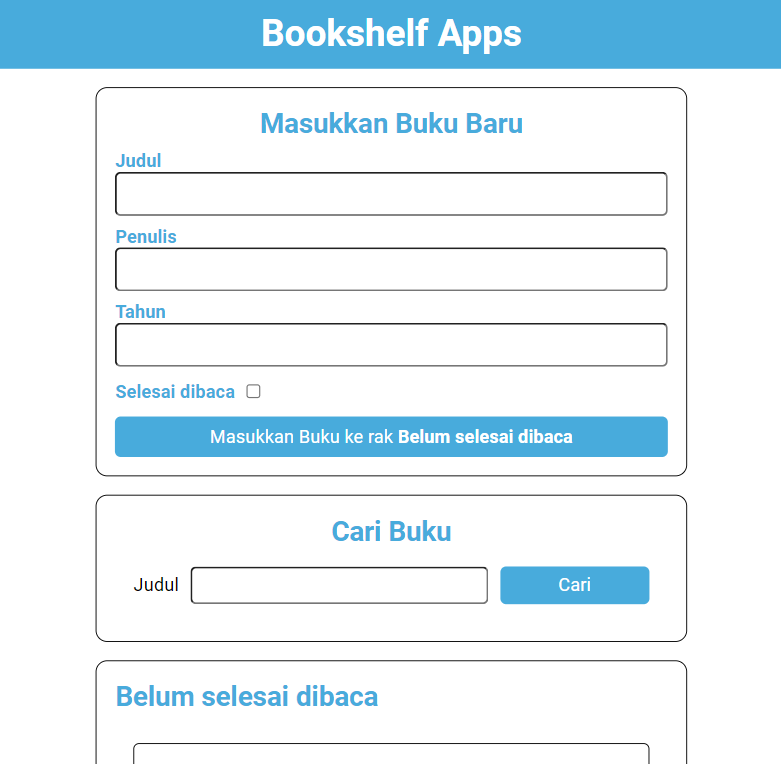 Bookshelf Apps
Masukkan Buku Baru
Judul
Penulis
Tahun
Selesai dibaca
Masukkan Buku ke rak Belum selesai dibaca
Cari Buku
Judul
Cari
Belum selesai dibaca